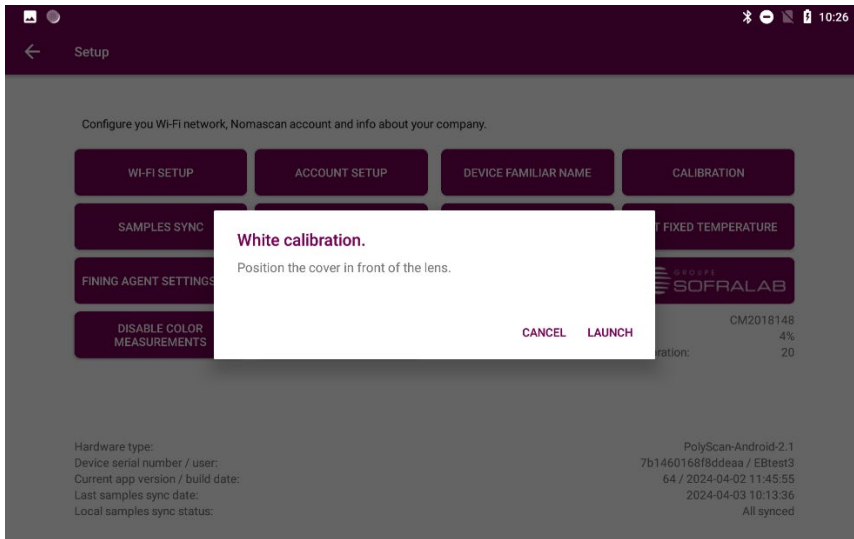 10:26
Setup
Configure you Wi-Fi network, Nomascan account and info about your company.
WI-FI SETUP
ACCOUNT SETUP
DEVICE FAMILIAR NAME
CALIBRATION
SAMPLES SYNC
FIXED TEMPERATURE
White calibration.
Position the cover in front of the lens.
CANCEL LAUNCH
FINING AGENT SETTINGS
GROUPE
SOFRALAB
DISABLE COLOR
MEASUREMENTS
CM2018148
4%
20
Hardware type: PolyScan-Android-2.1
Device serial number / user: 7b1460168f8ddeaa / EBtest3
Current app version / build date: 64 / 2024-04-02 11:45:55
Last samples sync date: 2024-04-03 10:13:36
Local samples sync status: All synced